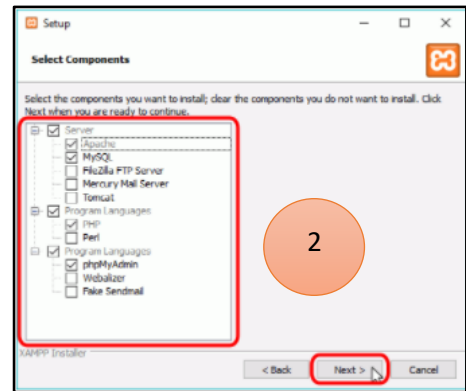 Setup
Select Components
Select the components you want to install; clear the components you do not want to install. Click
Next when you are ready to continue.
Server
Apache
MySQL
FileZilla FTP Server
Mercury Mail Server
Tomcat
Program Languages
PHP
Perl
Program Languages
phpMyAdmin
Webalizer
Fake Sendmail
2
XAMPP Installer
< Back Next > Cancel